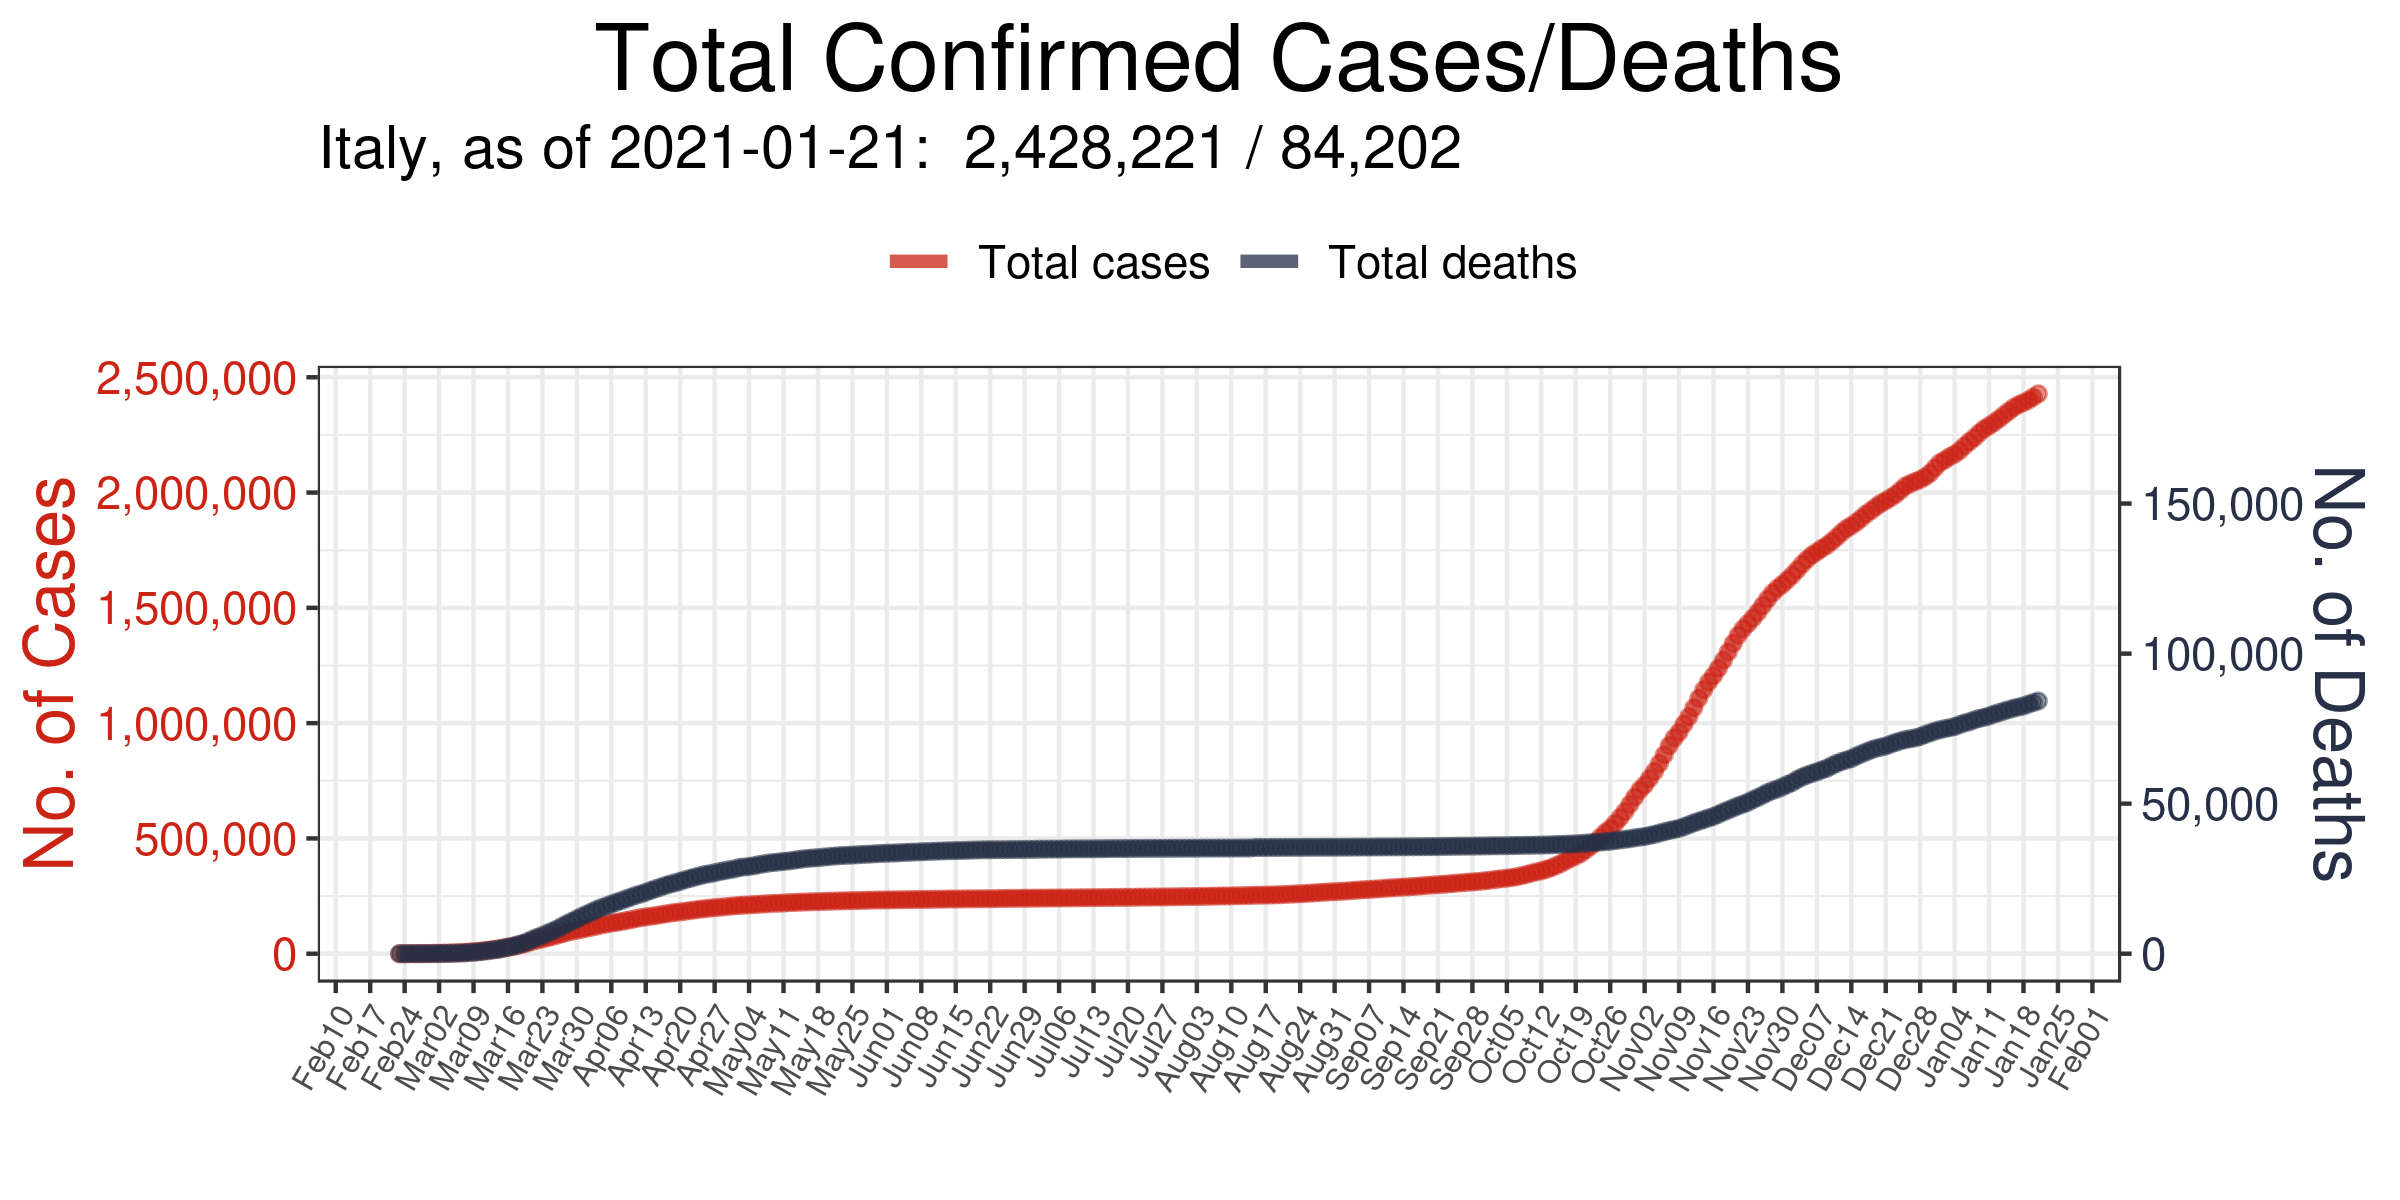 Total Confirmed Cases/Deaths
Italy, as of 2021-01-21:  2,428,221 / 84,202
Total cases
Total deaths
No. of Cases
2,500,000
2,000,000
1,500,000
1,000,000
500,000
0
No. of Deaths
150,000
100,000
50,000
0
Feb10
Feb17
Feb24
Mar02
Mar09
Mar16
Mar23
Mar30
Apr06
Apr13
Apr20
Apr27
May04
May11
May18
May25
Jun01
Jun08
Jun15
Jun22
Jun29
Jul06
Jul13
Jul20
Jul27
Aug03
Aug10
Aug17
Aug24
Aug31
Sep07
Sep14
Sep21
Sep28
Oct05
Oct12
Oct19
Oct26
Nov02
Nov09
Nov16
Nov23
Nov30
Dec07
Dec14
Dec21
Dec28
Jan04
Jan11
Jan18
Jan25
Feb01